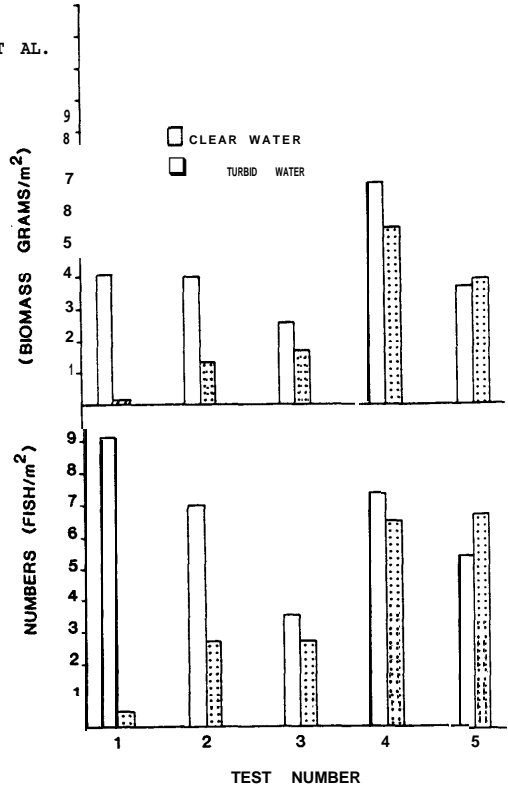 T AL.
9
8
CLEAR WATER
TURBID WATER
7
8
5
4
3
2
1
(BIOMASS GRAMS/m²)
9
8
7
6
5
4
3
2
1
NUMBERS (FISH/m²)
1 2 3 4 5
TEST NUMBER